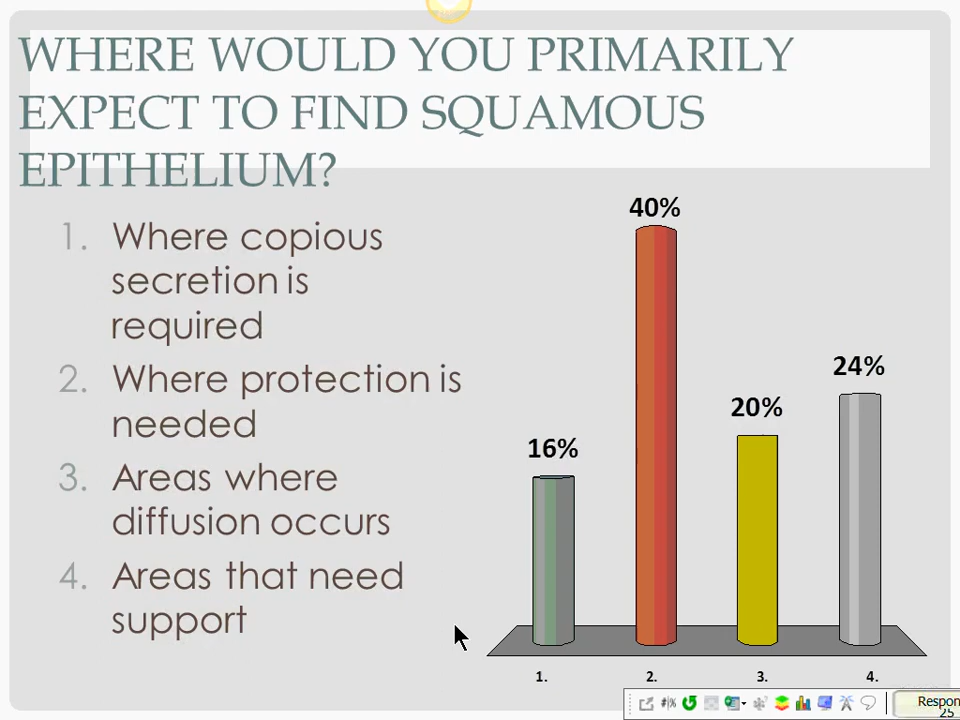 WHERE WOULD YOU PRIMARILY
EXPECT TO FIND SQUAMOUS
EPITHELIUM?
1. Where copious
secretion is
required
2. Where protection is
needed
3. Areas where
diffusion occurs
4. Areas that need
support
16%
40%
20%
24%
1.
2.
3.
4.
#|%
Respon
25